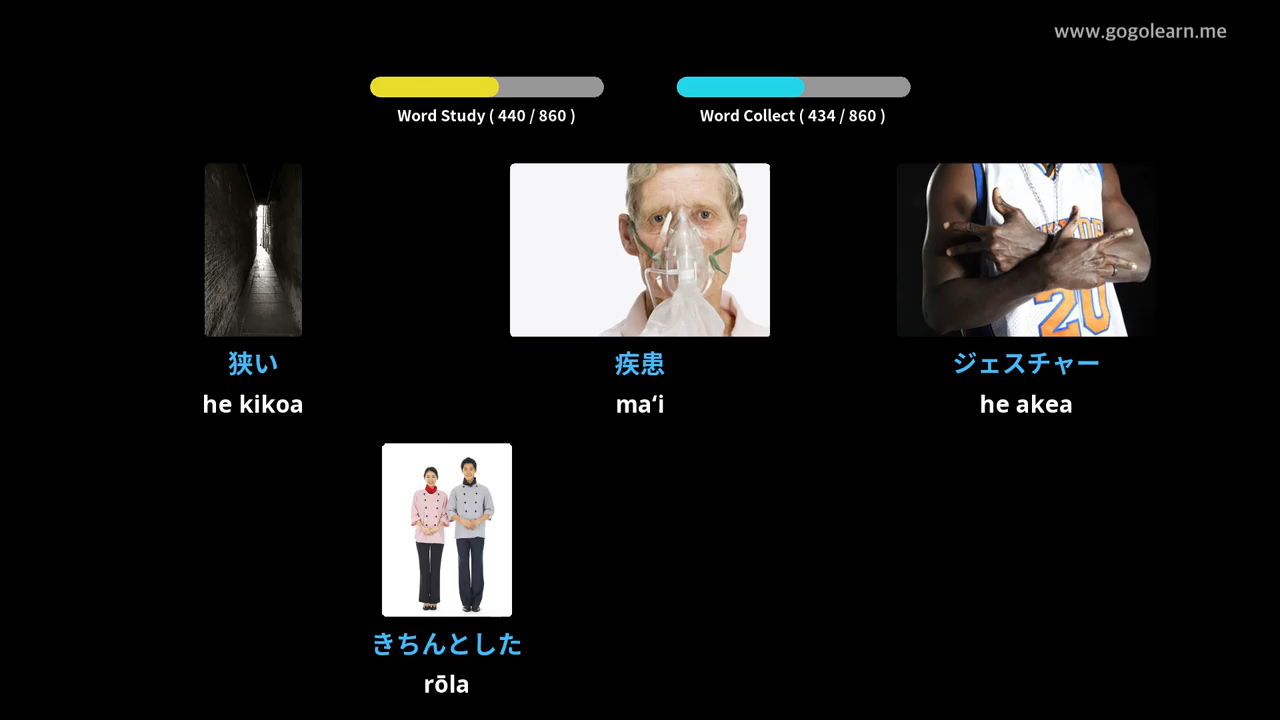 www.gogolearn.me
Word Study ( 440 / 860 )
Word Collect ( 434 / 860 )
狭い
he kikoa
疾患
maʻi
ジェスチャー
he akea
20
きちんとした
rōla